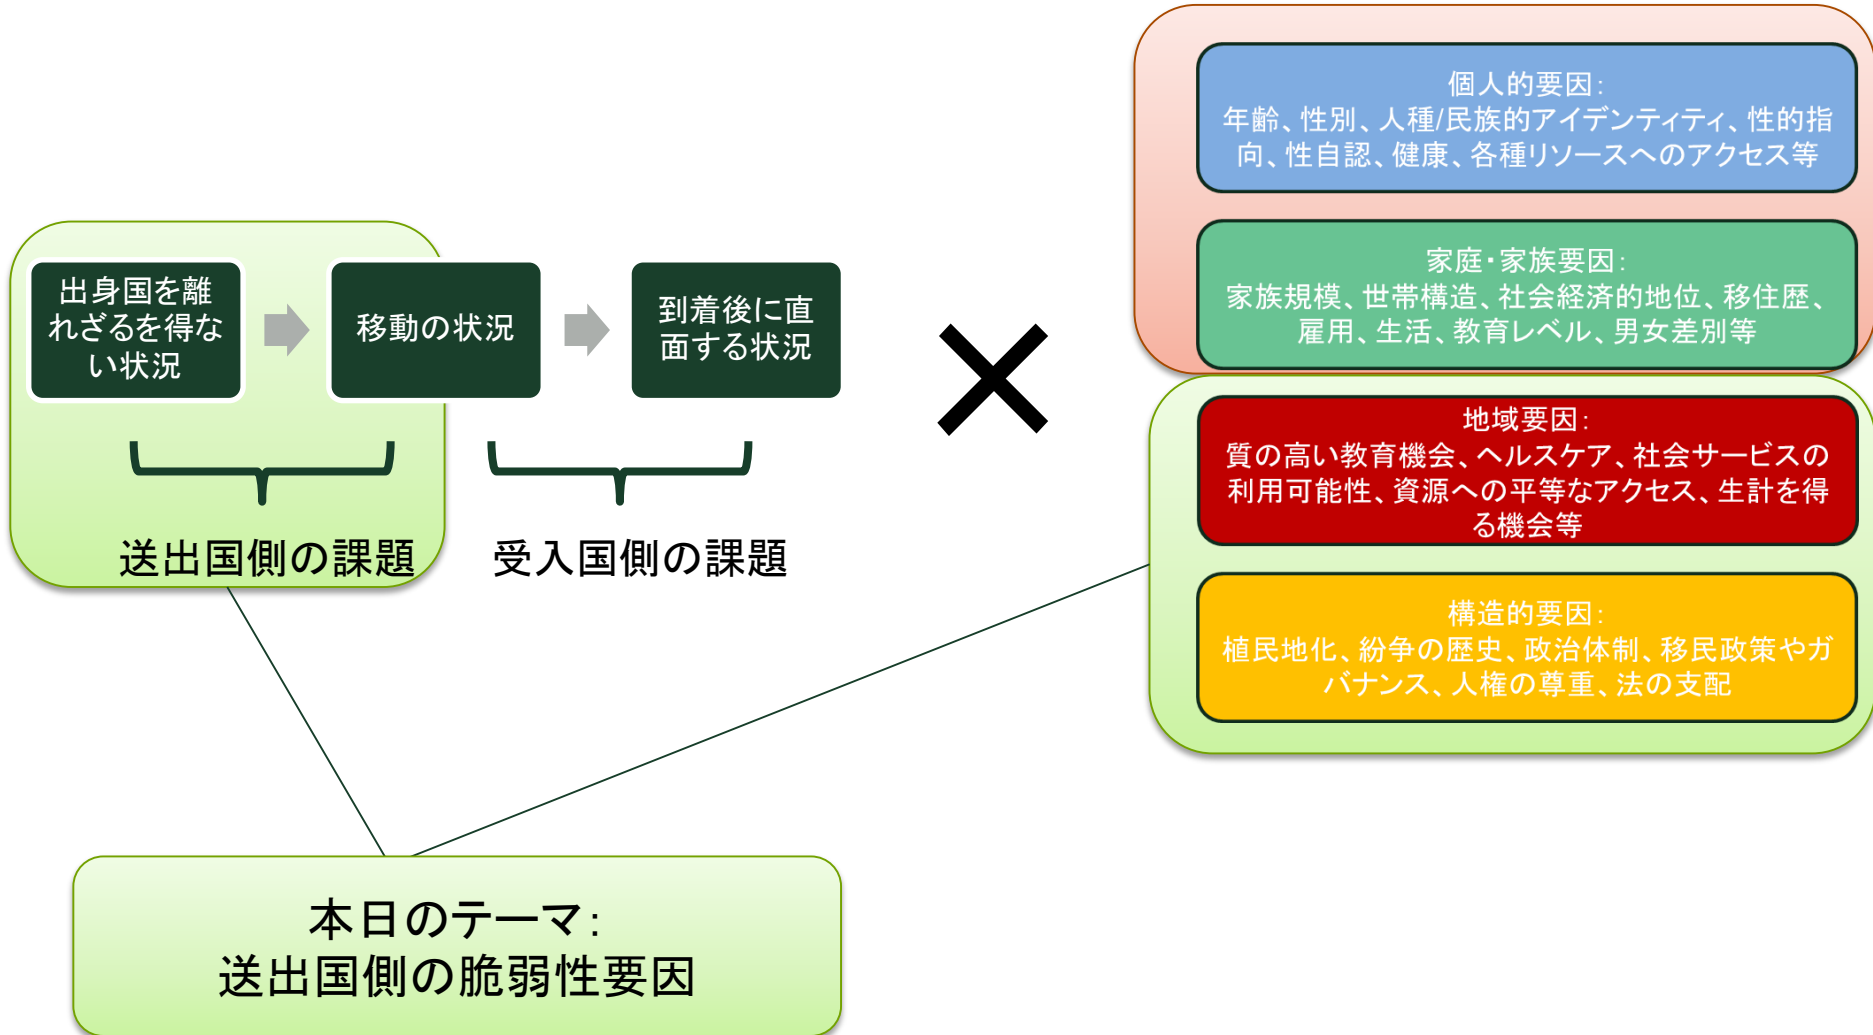 出身国を離
れざるを得な
い状況
移動の状況
到着後に直
面する状況
送出国側の課題
受入国側の課題
個人的要因：
年齢、性別、人種/民族的アイデンティティ、性的指
向、性自認、健康、各種リソースへのアクセス等
家庭・家族要因：
家族規模、世帯構造、社会経済的地位、移住歴、
雇用、生活、教育レベル、男女差別等
地域要因：
質の高い教育機会、ヘルスケア、社会サービスの
利用可能性、資源への平等なアクセス、生計を得
る機会等
構造的要因：
植民地化、紛争の歴史、政治体制、移民政策やガ
バナンス、人権の尊重、法の支配
本日のテーマ：
送出国側の脆弱性要因